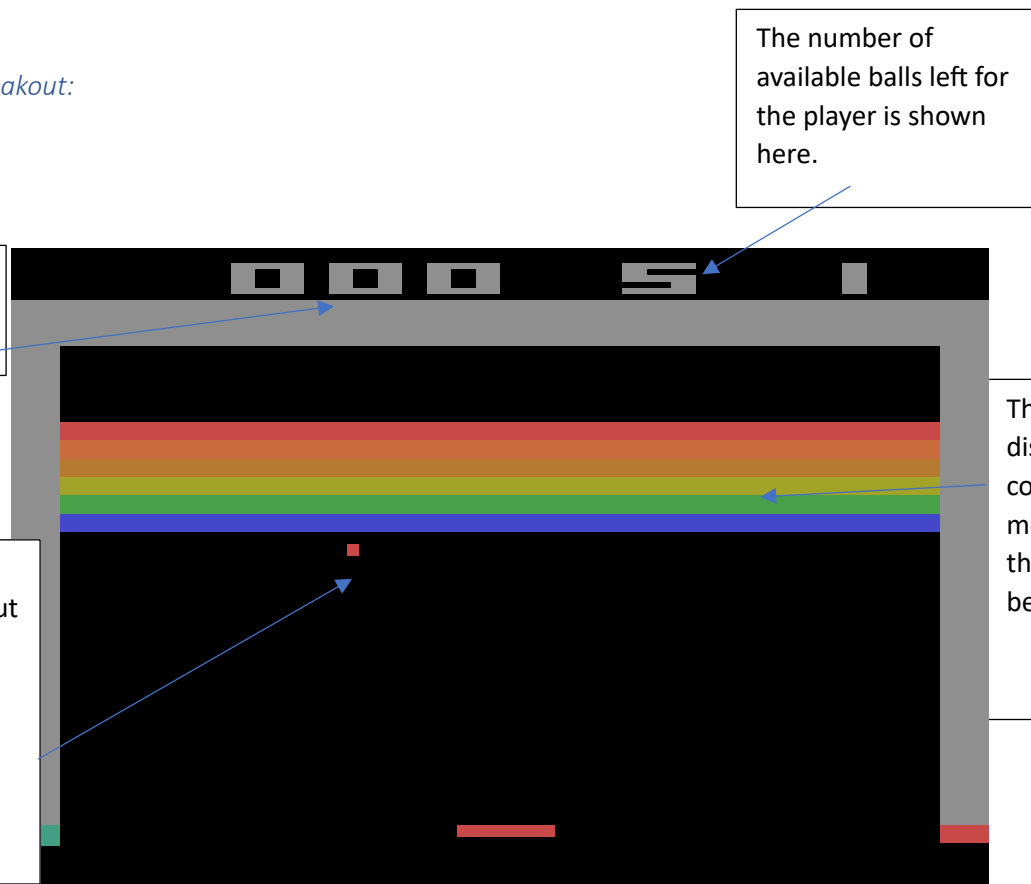 akout:
The number of
available balls left for
the player is shown
here.
000 5 1
Th
dis
co
m
th
be
ut